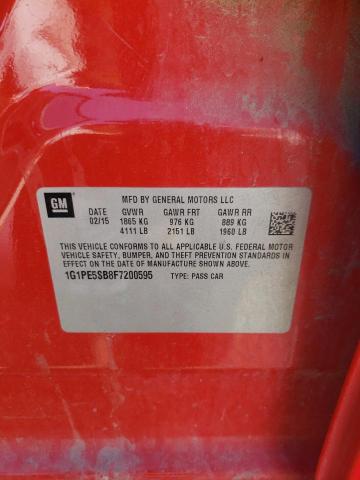 GM
MFD BY GENERAL MOTORS LLC
DATE GVWR GAWR FRT GAWR RR
02/15 1865 KG 976 KG 889 KG
4111 LB 2151 LB 1960 LB
THIS VEHICLE CONFORMS TO ALL APPLICABLE U.S. FEDERAL MOTOR
VEHICLE SAFETY, BUMPER, AND THEFT PREVENTION STANDARDS IN
EFFECT ON THE DATE OF MANUFACTURE SHOWN ABOVE.
1G1PE5SB8F7200595 TYPE: PASS CAR